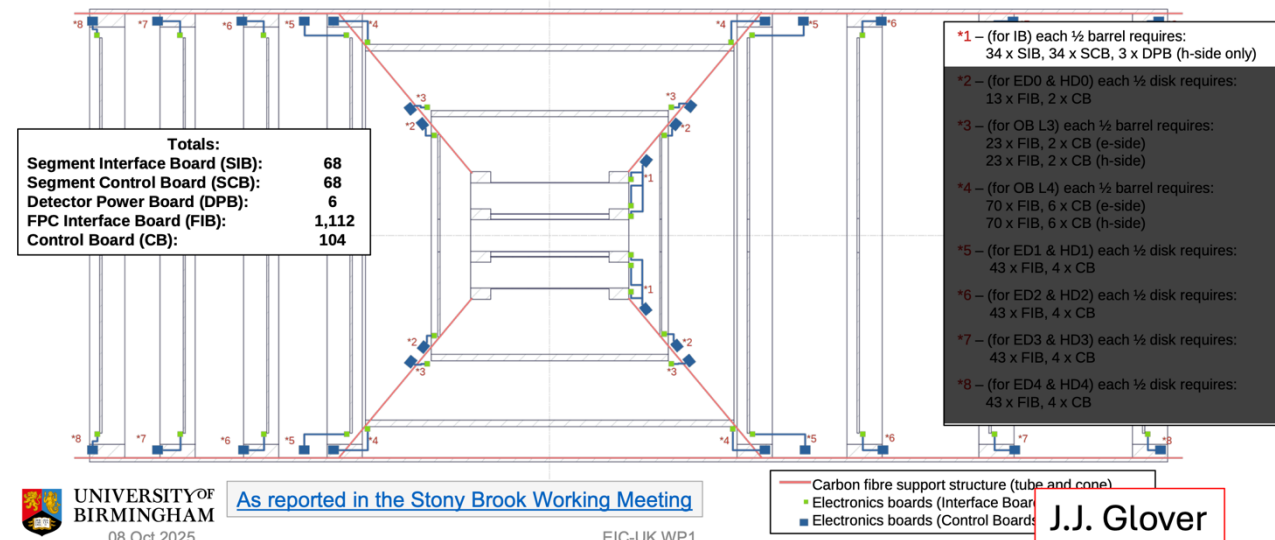 *8
*7
*6
*5
*4
*4
*5
*6
*1 – (for IB) each ½ barrel requires:
34 x SIB, 34 x SCB, 3 x DPB (h-side only)
*2 – (for ED0 & HD0) each ½ disk requires:
13 x FIB, 2 x CB
*3 – (for OB L3) each ½ barrel requires:
23 x FIB, 2 x CB (e-side)
23 x FIB, 2 x CB (h-side)
*4 – (for OB L4) each ½ barrel requires:
70 x FIB, 6 x CB (e-side)
70 x FIB, 6 x CB (h-side)
*5 – (for ED1 & HD1) each ½ disk requires:
43 x FIB, 4 x CB
*6 – (for ED2 & HD2) each ½ disk requires:
43 x FIB, 4 x CB
*7 – (for ED3 & HD3) each ½ disk requires:
43 x FIB, 4 x CB
*8 – (for ED4 & HD4) each ½ disk requires:
43 x FIB, 4 x CB
*3
*3
*2
*2
Totals:
Segment Interface Board (SIB): 68
Segment Control Board (SCB): 68
Detector Power Board (DPB): 6
FPC Interface Board (FIB): 1,112
Control Board (CB): 104
*1
*1
*2
*2
*3
*3
*8
*7
*6
*5
*4
*4
*5
*6
*7
*8
UNIVERSITY OF
BIRMINGHAM
As reported in the Stony Brook Working Meeting
08 Oct 2025
EIC-UK WP1
Carbon fibre support structure (tube and cone)
Electronics boards (Interface Boar
Electronics boards (Control Boards
J.J. Glover